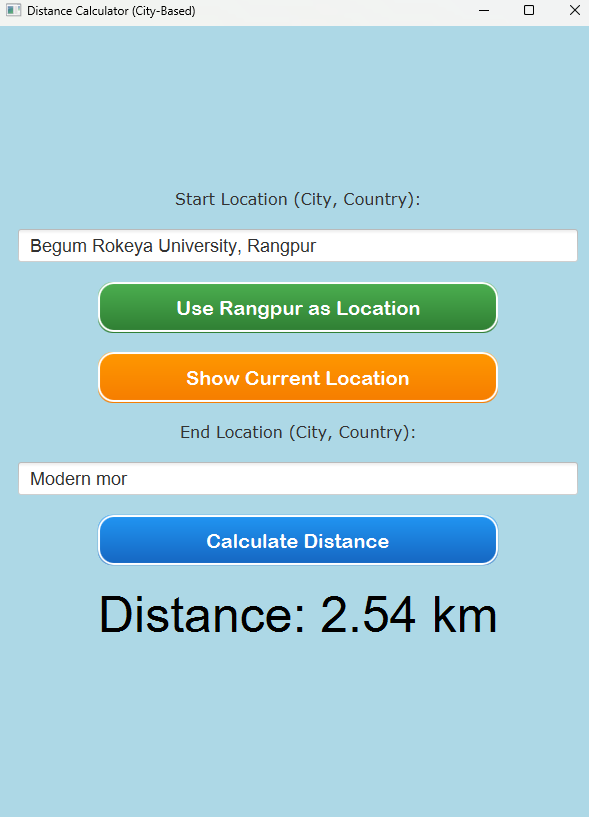 Distance Calculator (City-Based)
Start Location (City, Country):
Begum Rokeya University, Rangpur
Use Rangpur as Location
Show Current Location
End Location (City, Country):
Modern mor
Calculate Distance
Distance: 2.54 km